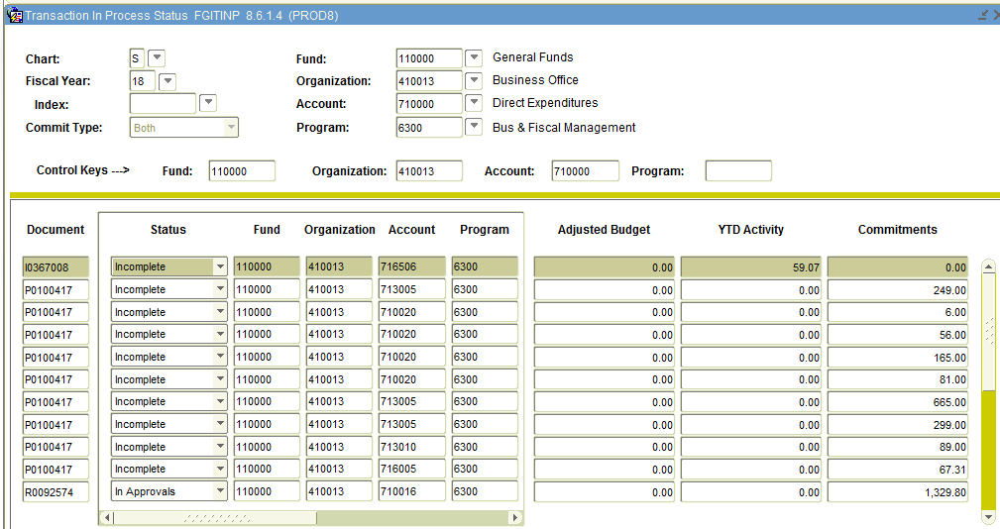 Transaction In Process Status FGITINP 8.6.1.4 (PROD8)
Chart: S Fund: 110000 General Funds
Fiscal Year: 18 Organization: 410013 Business Office
Index: Account: 710000 Direct Expenditures
Commit Type: Both Program: 6300 Bus & Fiscal Management
Control Keys ---> Fund: 110000 Organization: 410013 Account: 710000 Program:
Document Status Fund Organization Account Program Adjusted Budget YTD Activity Commitments
I0367008 Incomplete 110000 410013 716506 6300 0.00 59.07 0.00
P0100417 Incomplete 110000 410013 713005 6300 0.00 0.00 249.00
P0100417 Incomplete 110000 410013 710020 6300 0.00 0.00 6.00
P0100417 Incomplete 110000 410013 710020 6300 0.00 0.00 56.00
P0100417 Incomplete 110000 410013 710020 6300 0.00 0.00 165.00
P0100417 Incomplete 110000 410013 710020 6300 0.00 0.00 81.00
P0100417 Incomplete 110000 410013 713005 6300 0.00 0.00 665.00
P0100417 Incomplete 110000 410013 713005 6300 0.00 0.00 299.00
P0100417 Incomplete 110000 410013 713010 6300 0.00 0.00 89.00
P0100417 Incomplete 110000 410013 716005 6300 0.00 0.00 67.31
R0092574 In Approvals 110000 410013 710016 6300 0.00 0.00 1,329.80